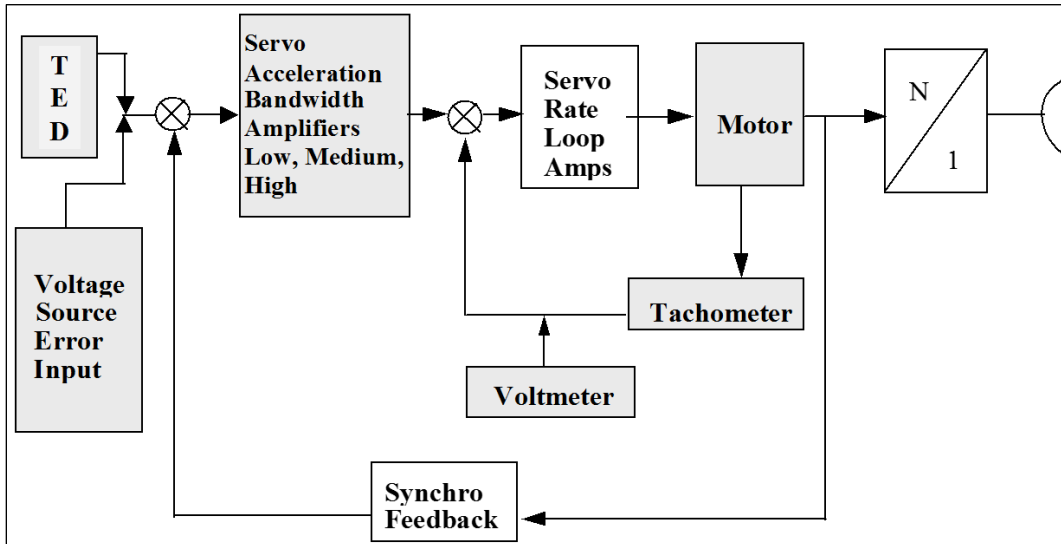 T
E
D
Servo
Acceleration
Bandwidth
Amplifiers
Low, Medium,
High
Servo
Rate
Loop
Amps
Motor
N
1
Voltage
Source
Error
Input
Tachometer
Voltmeter
Synchro
Feedback